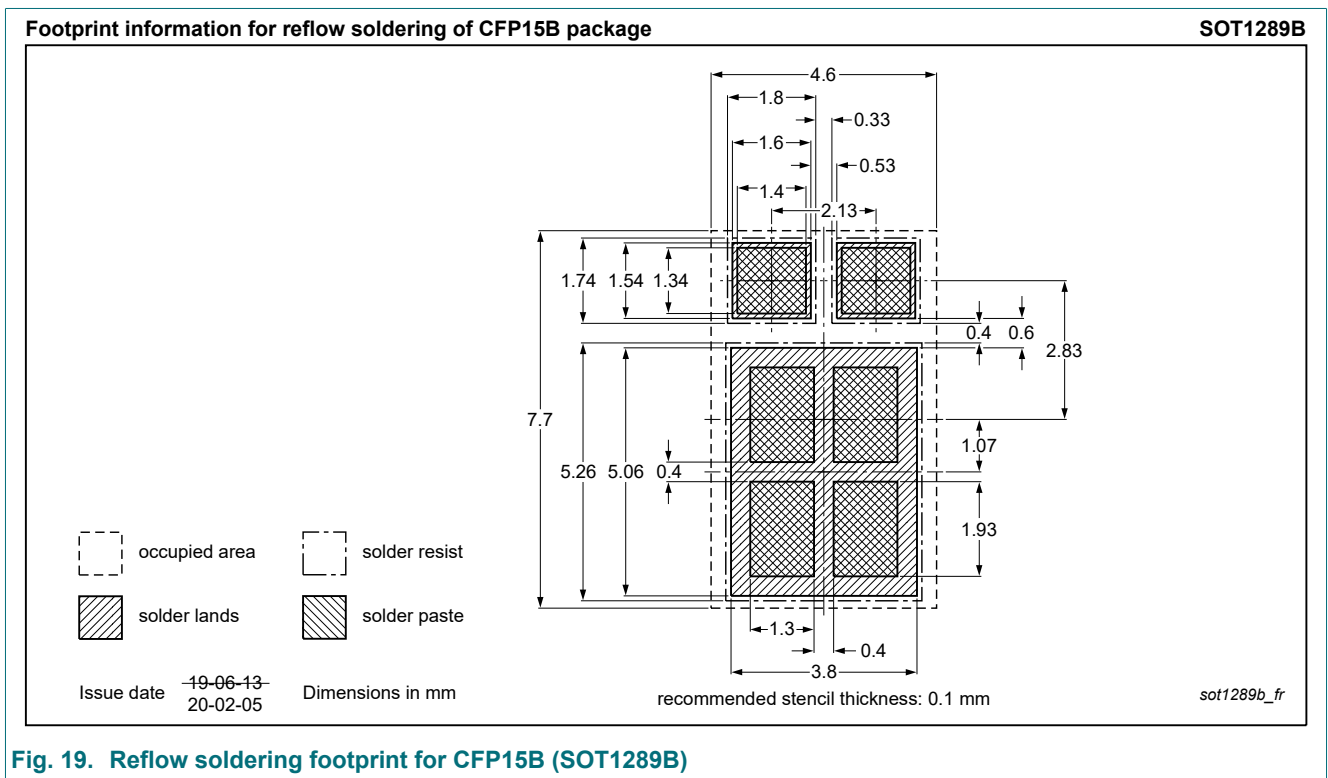 Footprint information for reflow soldering of CFP15B package SOT1289B
4.6
1.8
0.33
1.6
0.53
1.4
2.13
1.74 1.54 1.34
0.4 0.6
2.83
7.7
1.07
5.26 5.06 0.4
1.93
occupied area solder resist
solder lands solder paste
1.3
0.4
3.8
Issue date 19-06-13
20-02-05
Dimensions in mm
recommended stencil thickness: 0.1 mm
sot1289b_fr
Fig. 19. Reflow soldering footprint for CFP15B (SOT1289B)